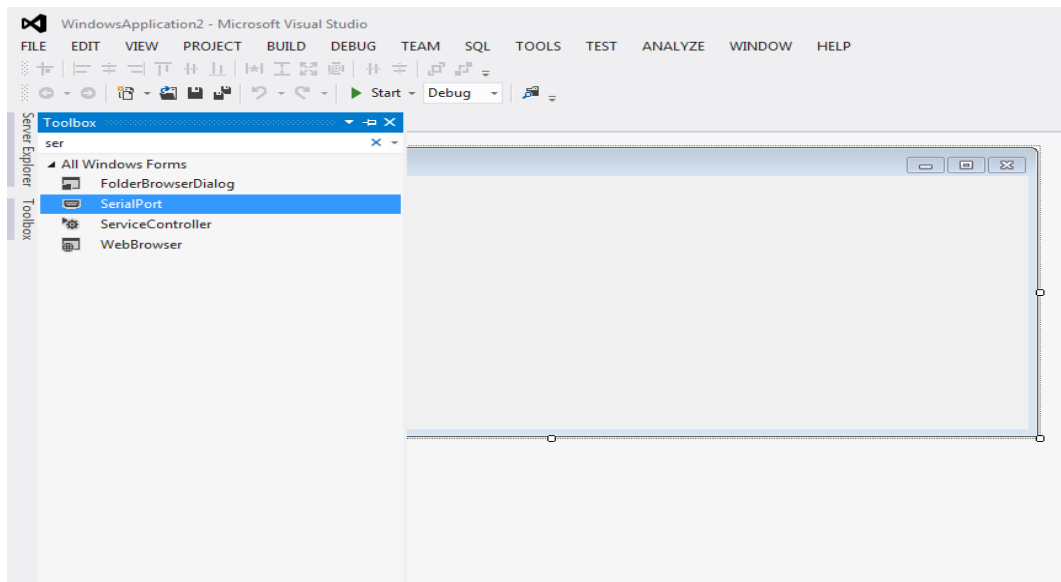 WindowsApplication2 - Microsoft Visual Studio
FILE EDIT VIEW PROJECT BUILD DEBUG TEAM SQL TOOLS TEST ANALYZE WINDOW HELP
Start Debug
Server Explorer
Toolbox
Toolbox
ser
All Windows Forms
FolderBrowserDialog
SerialPort
ServiceController
WebBrowser